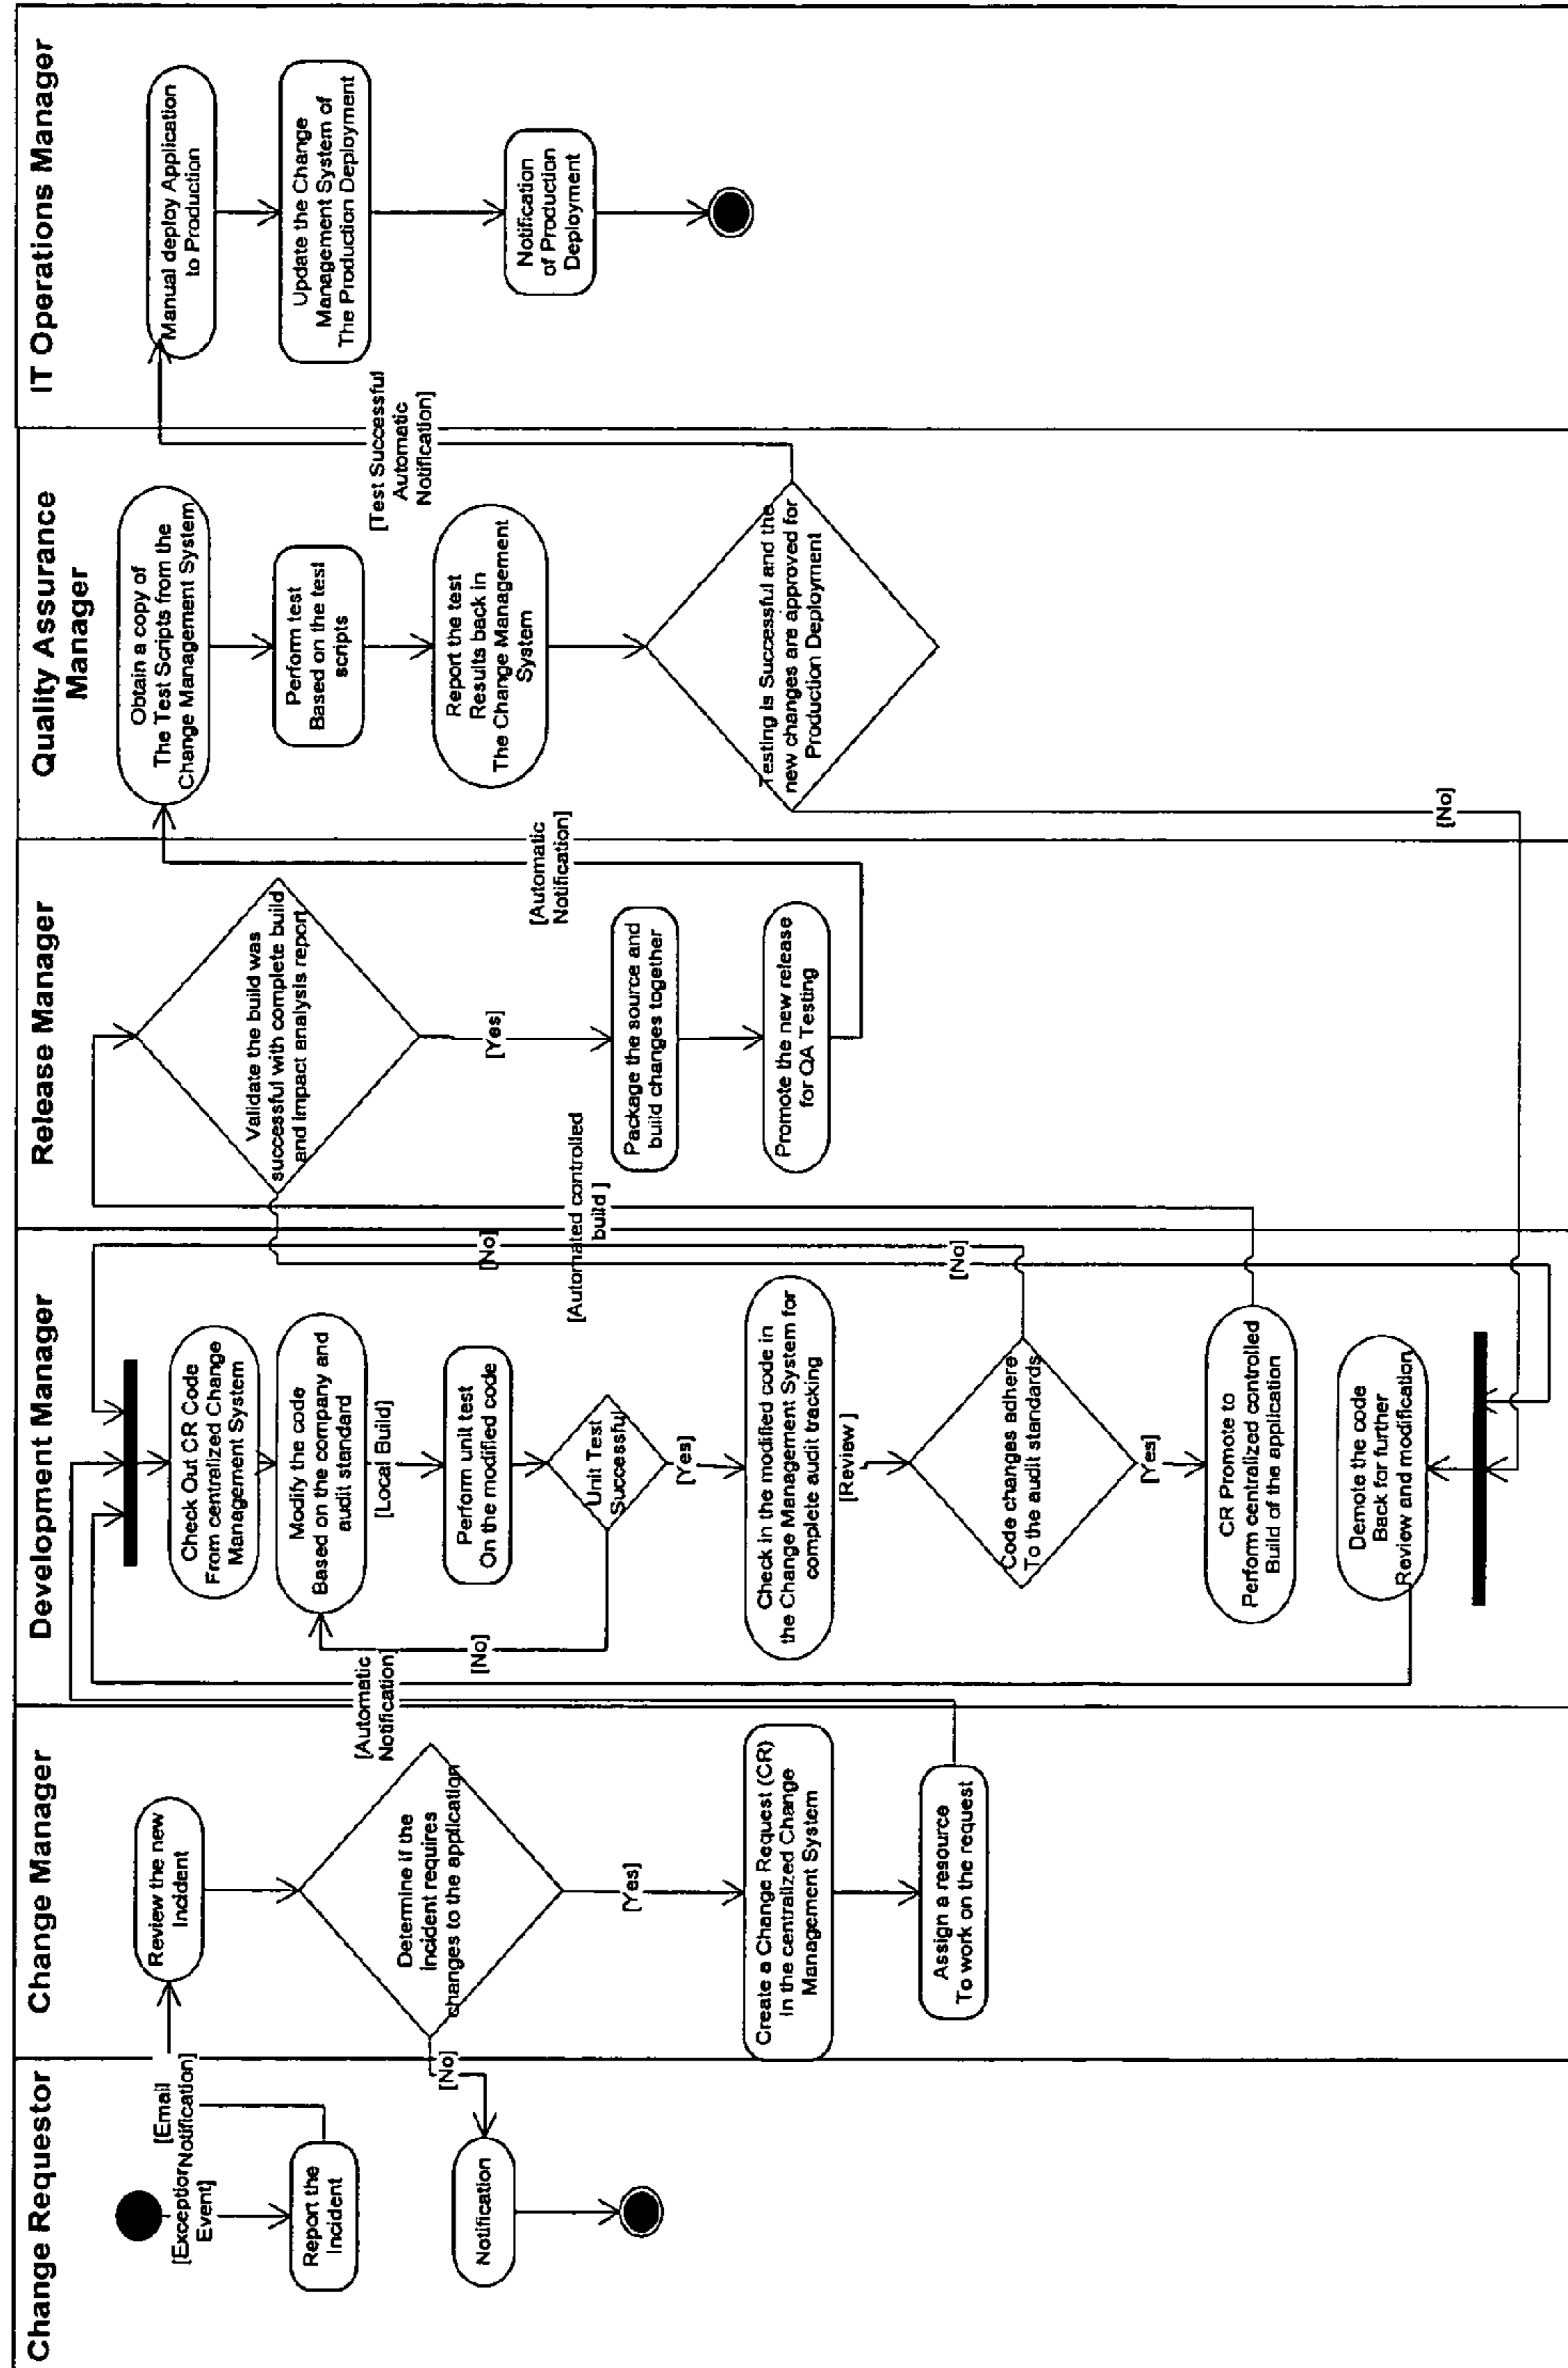 Change Requestor
[Exception
Event]
[Email
Notification]
Report the
Incident
Notification
Change Manager
Review the new
Incident
Determine if the
Incident requires
changes to the application
[No]
[Yes]
Create a Change Request (CR)
In the centralized Change
Management System
Assign a resource
To work on the request
[Automatic
Notification]
Development Manager
Check Out CR Code
From centralized Change
Management System
Modify the code
Based on the company and
audit standard
[Local Build]
Perform unit test
On the modified code
Unit Test
Successful
[No]
[Yes]
Check in the modified code in
the Change Management System for
complete audit tracking
[Review ]
Code changes adhere
To the audit standards
[No]
[Yes]
CR Promote to
Perform centralized controlled
Build of the application
Demote the code
Back for further
Review and modification
[Automated controlled
build ]
Release Manager
Validate the build was
successful with complete build
and Impact analysis report
[No]
[Yes]
Package the source and
build changes together
Promote the new release
for QA Testing
[Automatic
Notification]
Quality Assurance
Manager
Obtain a copy of
The Test Scripts from the
Change Management System
Perform test
Based on the test
scripts
Report the test
Results back in
The Change Management
System
Testing is Successful and the
new changes are approved for
Production Deployment
[No]
[Test Successful
Automatic
Notification]
IT Operations Manager
Manual deploy Application
to Production
Update the Change
Management System of
The Production Deployment
Notification
of Production
Deployment